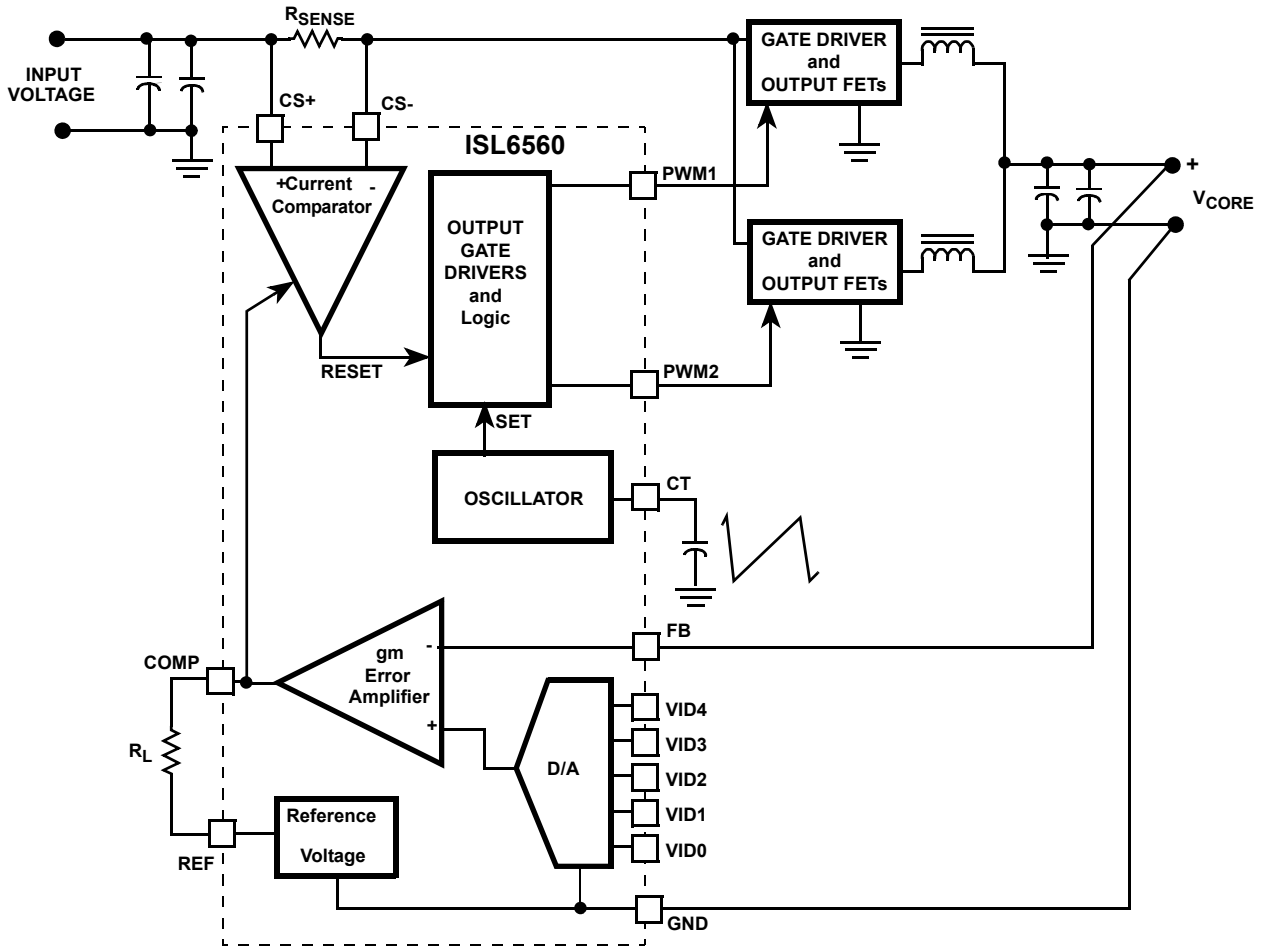 RSENSE
INPUT
VOLTAGE
CS+
CS-
ISL6560
GATE DRIVER
and
OUTPUT FETs
+Current -
Comparator
OUTPUT
GATE
DRIVERS
and
Logic
PWM1
+
VCORE
GATE DRIVER
and
OUTPUT FETs
RESET
PWM2
SET
OSCILLATOR
CT
FB
COMP
-
gm
Error
Amplifier
+
RL
D/A
VID4
VID3
VID2
VID1
VID0
Reference
Voltage
REF
GND